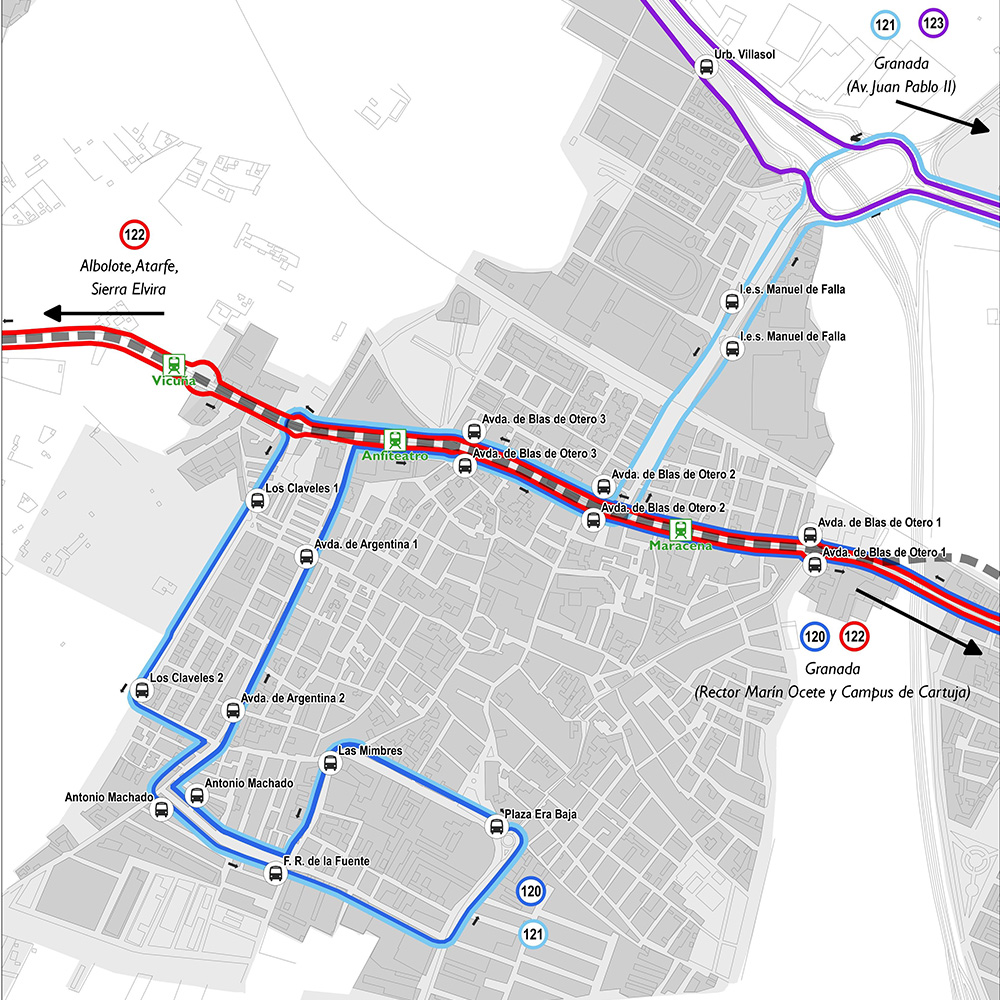 121
123
Urb. Villasol
Granada
(Av. Juan Pablo II)
122
Albolote,Atarfe,
Sierra Elvira
I.e.s. Manuel de Falla
I.e.s. Manuel de Falla
Vicuña
Avda. de Blas de Otero 3
Anfiteatro
Avda. de Blas de Otero 3
Avda. de Blas de Otero 2
Los Claveles 1
Avda. de Blas de Otero 2
Avda. de Blas de Otero 1
Maracena
Avda. de Argentina 1
Avda. de Blas de Otero 1
120
122
Granada
(Rector Marín Ocete y Campus de Cartuja)
Los Claveles 2
Avda. de Argentina 2
Las Mimbres
Antonio Machado
Antonio Machado
Plaza Era Baja
F. R. de la Fuente
120
121